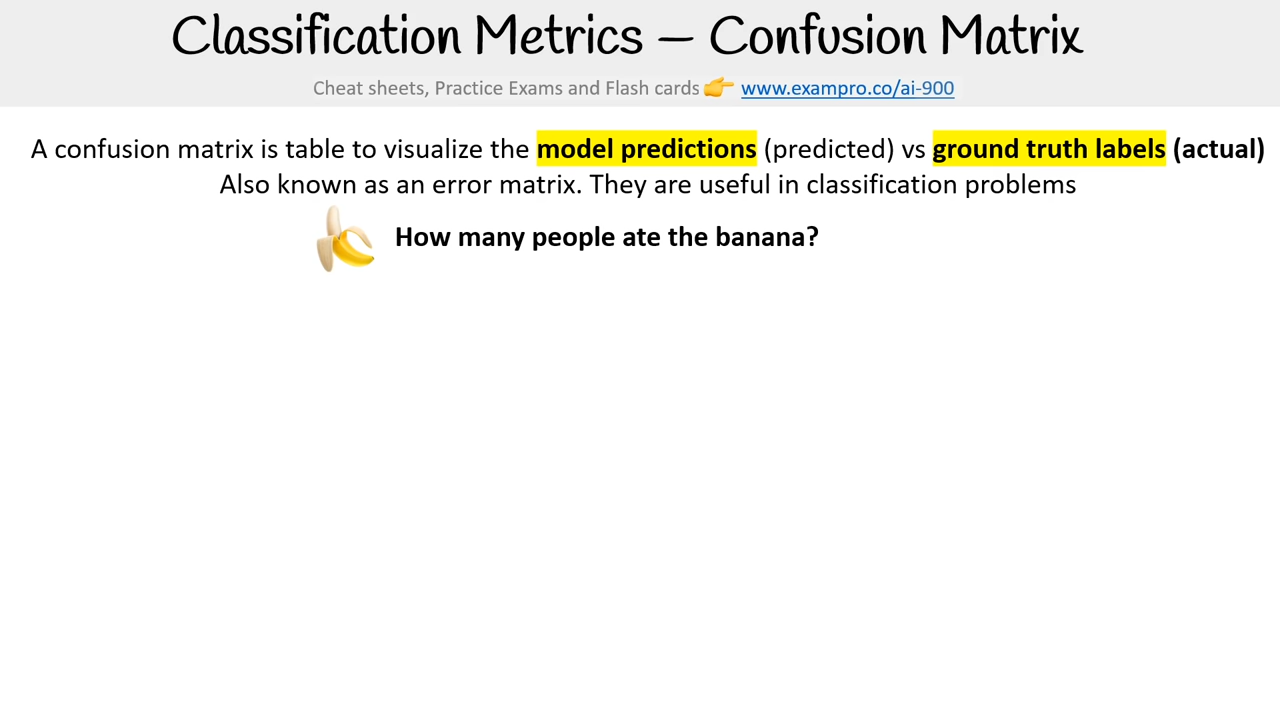 Classification Metrics — Confusion Matrix
Cheat sheets, Practice Exams and Flash cards 👉 www.exampro.co/ai-900
A confusion matrix is table to visualize the model predictions (predicted) vs ground truth labels (actual)
Also known as an error matrix. They are useful in classification problems
How many people ate the banana?